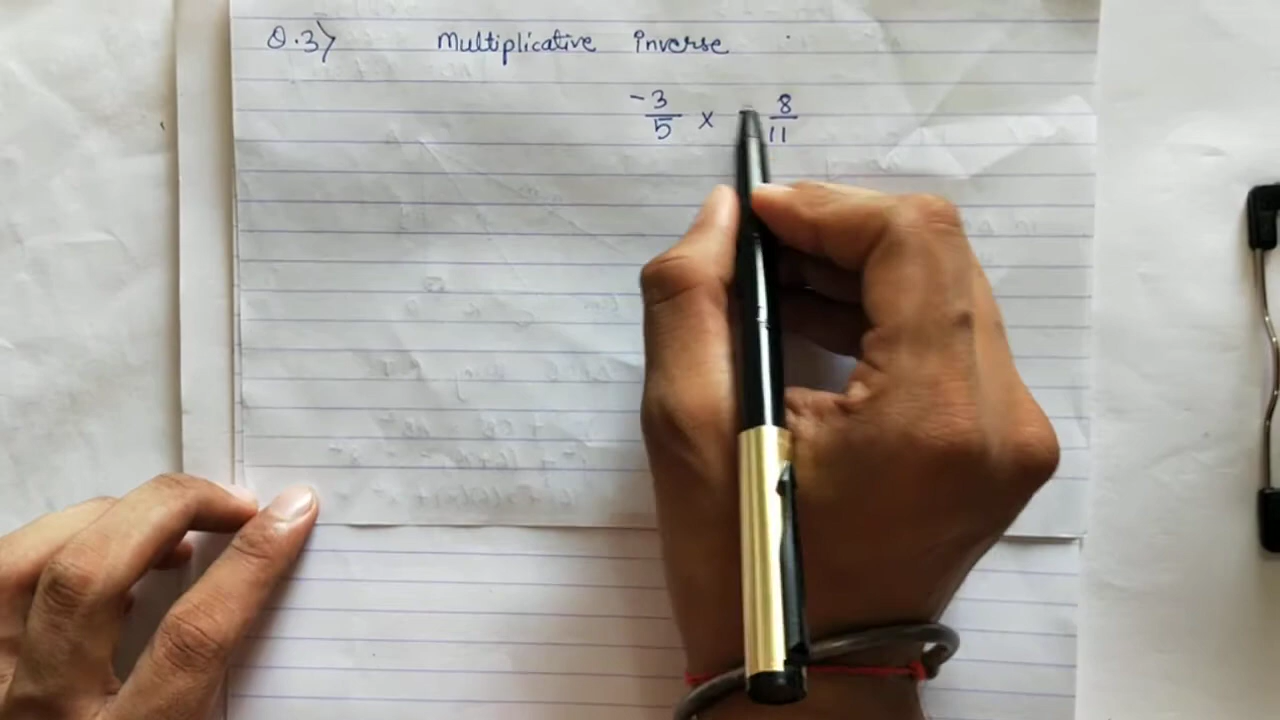 Q.3) Multiplicative inverse
-3/5 × - 8/11